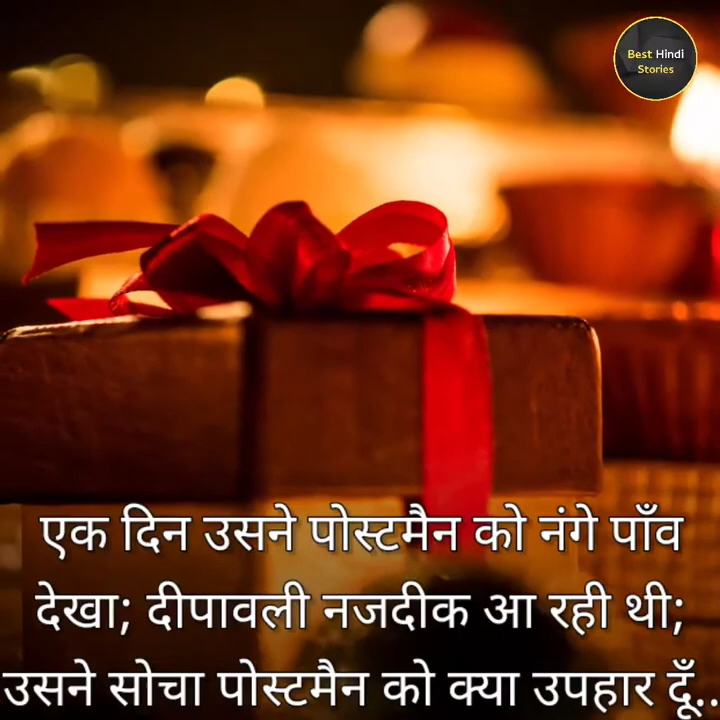 Best Hindi
Stories
एक दिन उसने पोस्टमैन को नंगे पाँव
देखा; दीपावली नजदीक आ रही थी;
उसने सोचा पोस्टमैन को क्या उपहार दूँ..